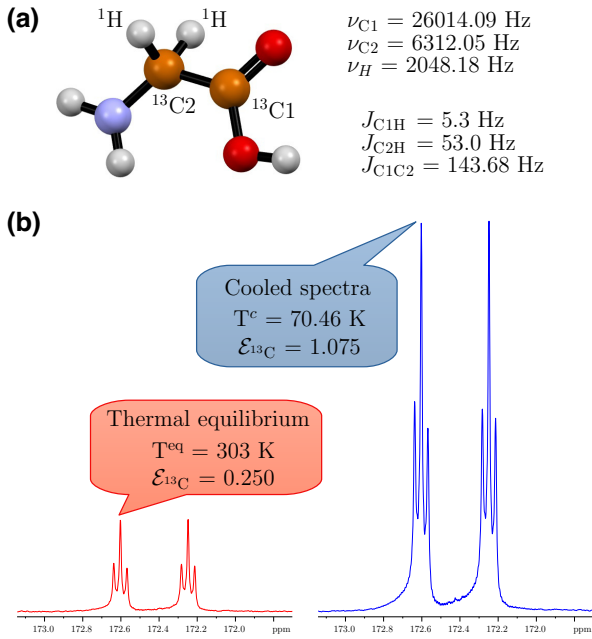 (a)
¹H
¹H
¹³C2
¹³C1
ν_C1 = 26014.09 Hz
ν_C2 = 6312.05 Hz
ν_H = 2048.18 Hz
J_C1H = 5.3 Hz
J_C2H = 53.0 Hz
J_C1C2 = 143.68 Hz
(b)
Cooled spectra
T^c = 70.46 K
ℰ_¹³C = 1.075
Thermal equilibrium
T^eq = 303 K
ℰ_¹³C = 0.250
173.0 172.8 172.6 172.4 172.2 172.0 ppm
173.0 172.8 172.6 172.4 172.2 172.0 ppm